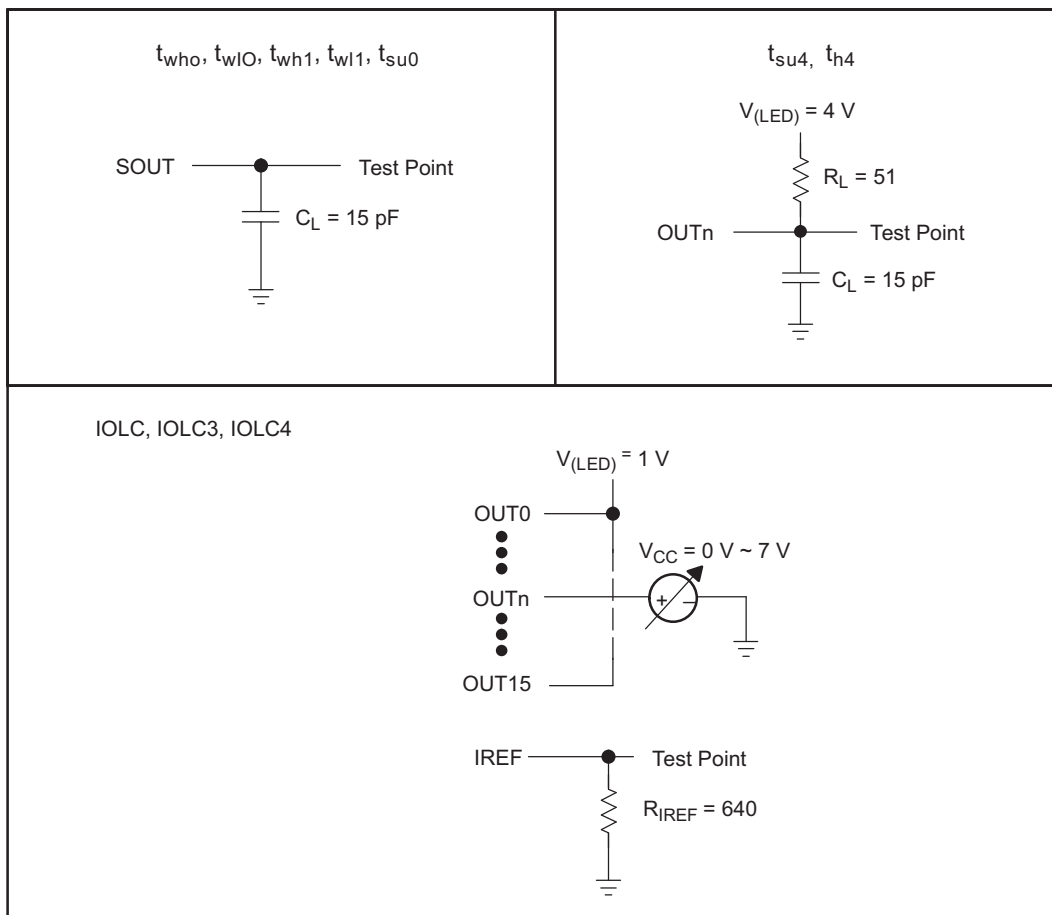 t_who, t_wIO, t_wh1, t_wl1, t_su0
SOUT
Test Point
C_L = 15 pF
t_su4, t_h4
V_(LED) = 4 V
R_L = 51
OUTn
Test Point
C_L = 15 pF
IOLC, IOLC3, IOLC4
V_(LED) = 1 V
OUT0
V_CC = 0 V ~ 7 V
OUTn
+ −
OUT15
IREF
Test Point
R_IREF = 640